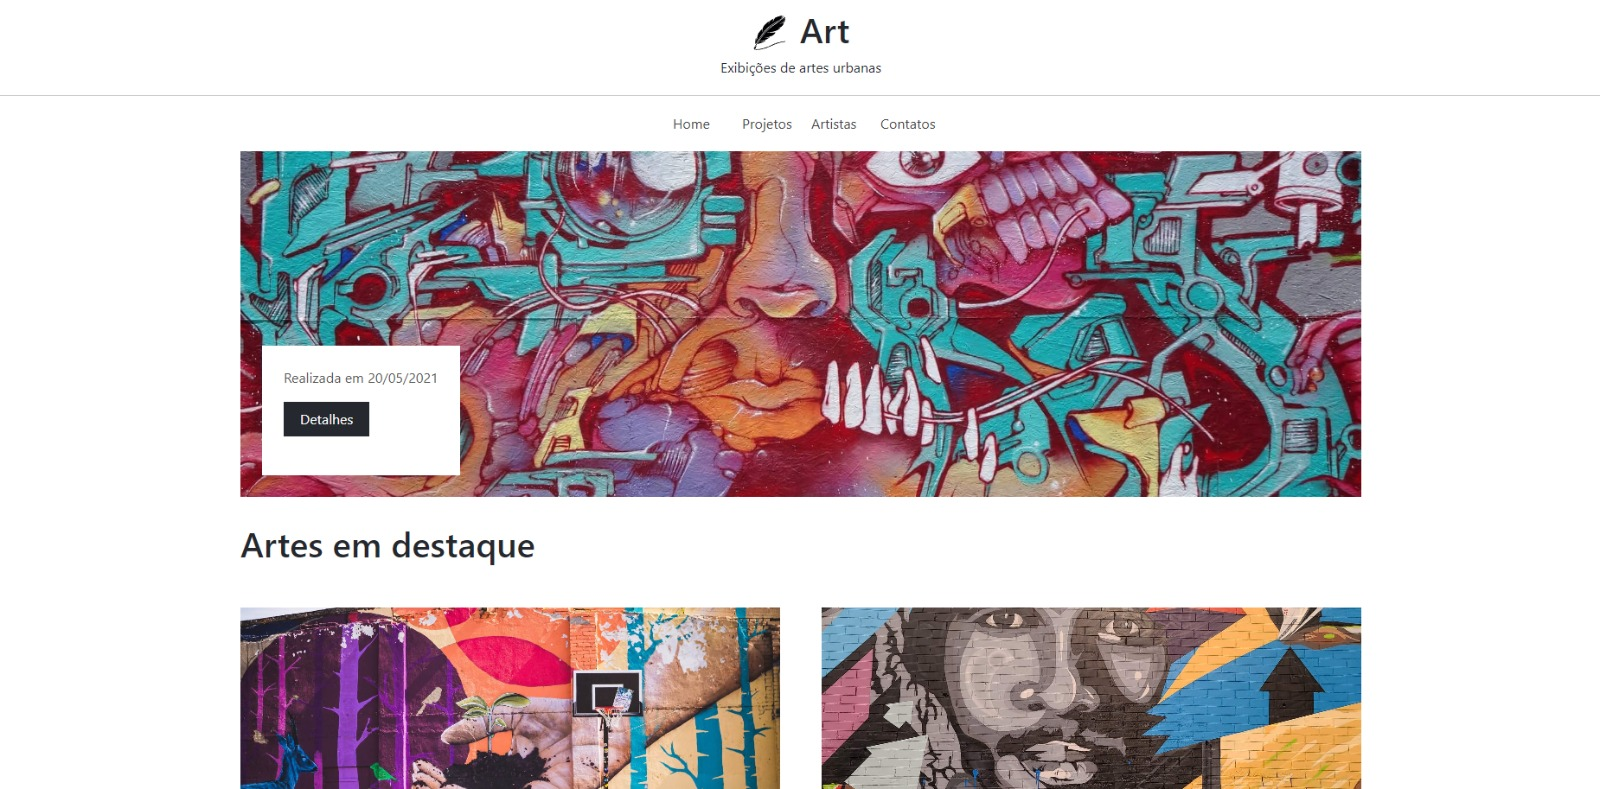 Art
Exibições de artes urbanas
Home Projetos Artistas Contatos
Realizada em 20/05/2021
Detalhes
Artes em destaque